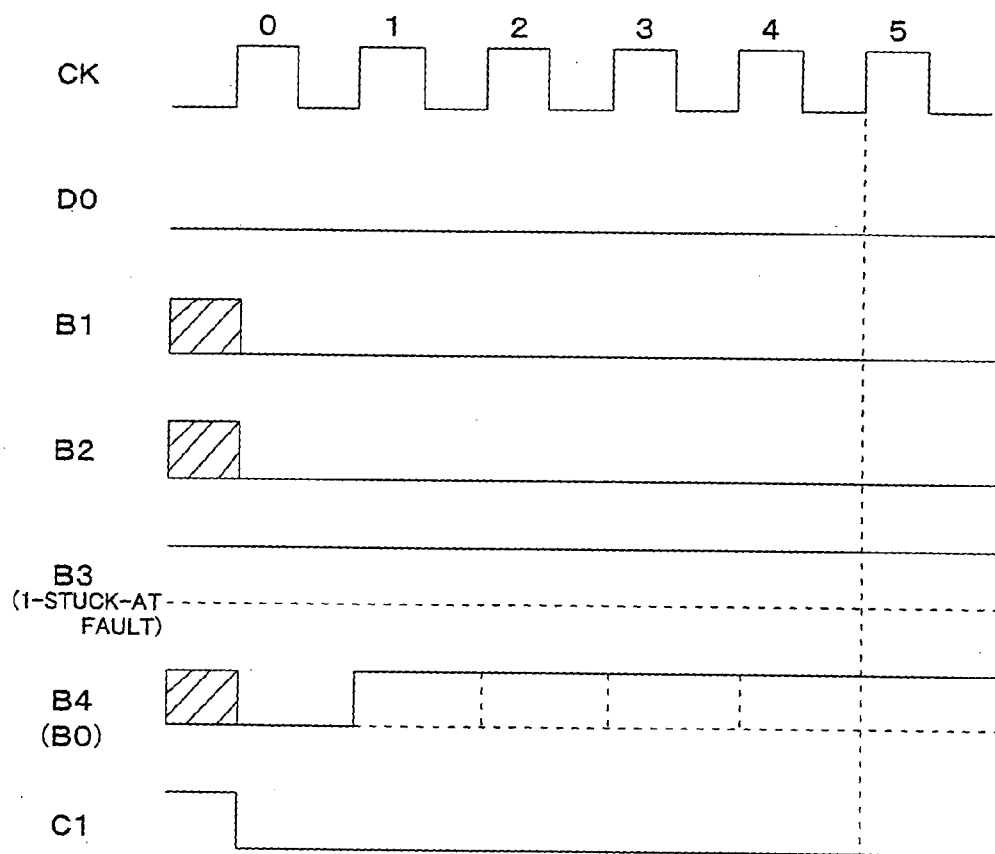 0 1 2 3 4 5
CK
D0
B1
B2
B3
(1-STUCK-AT
FAULT)
B4
(B0)
C1